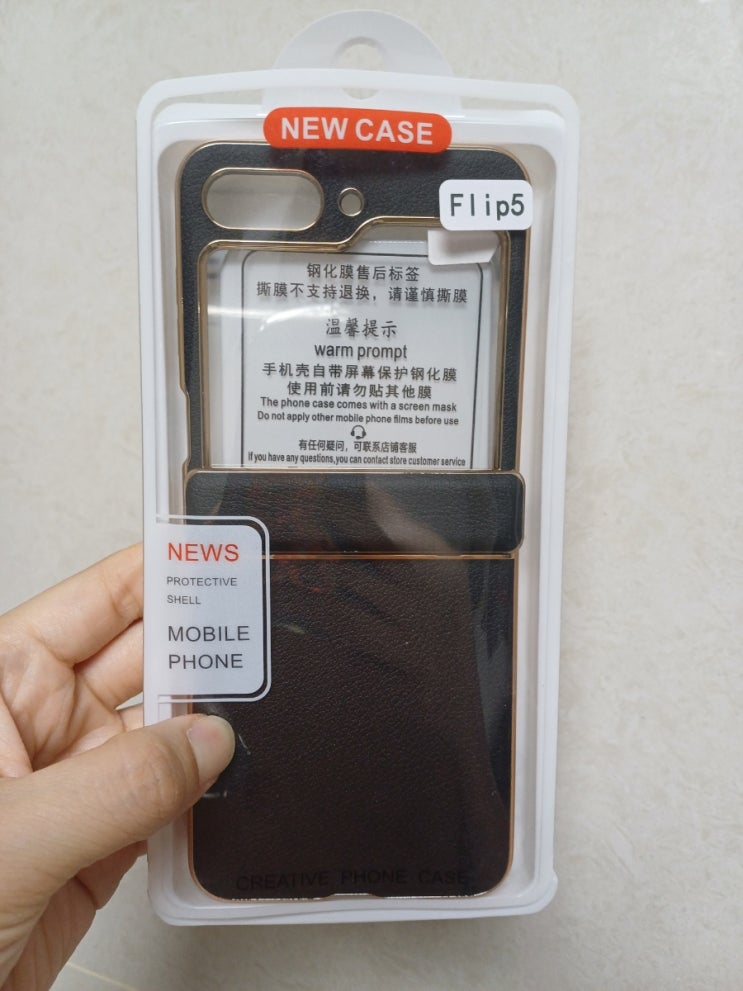 NEW CASE
Flip5
钢化膜售后标签
撕膜不支持退换，请谨慎撕膜
温馨提示
warm prompt
手机壳自带屏幕保护钢化膜
使用前请勿贴其他膜
The phone case comes with a screen mask
Do not apply other mobile phone films before use
有任何疑问，可联系店铺客服
If you have any questions,you can contact store customer service
NEWS
PROTECTIVE
SHELL
MOBILE
PHONE
CREATIVE PHONE CASE